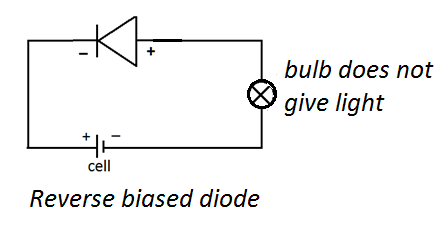 − +
bulb does not
give light
+ −
cell
Reverse biased diode